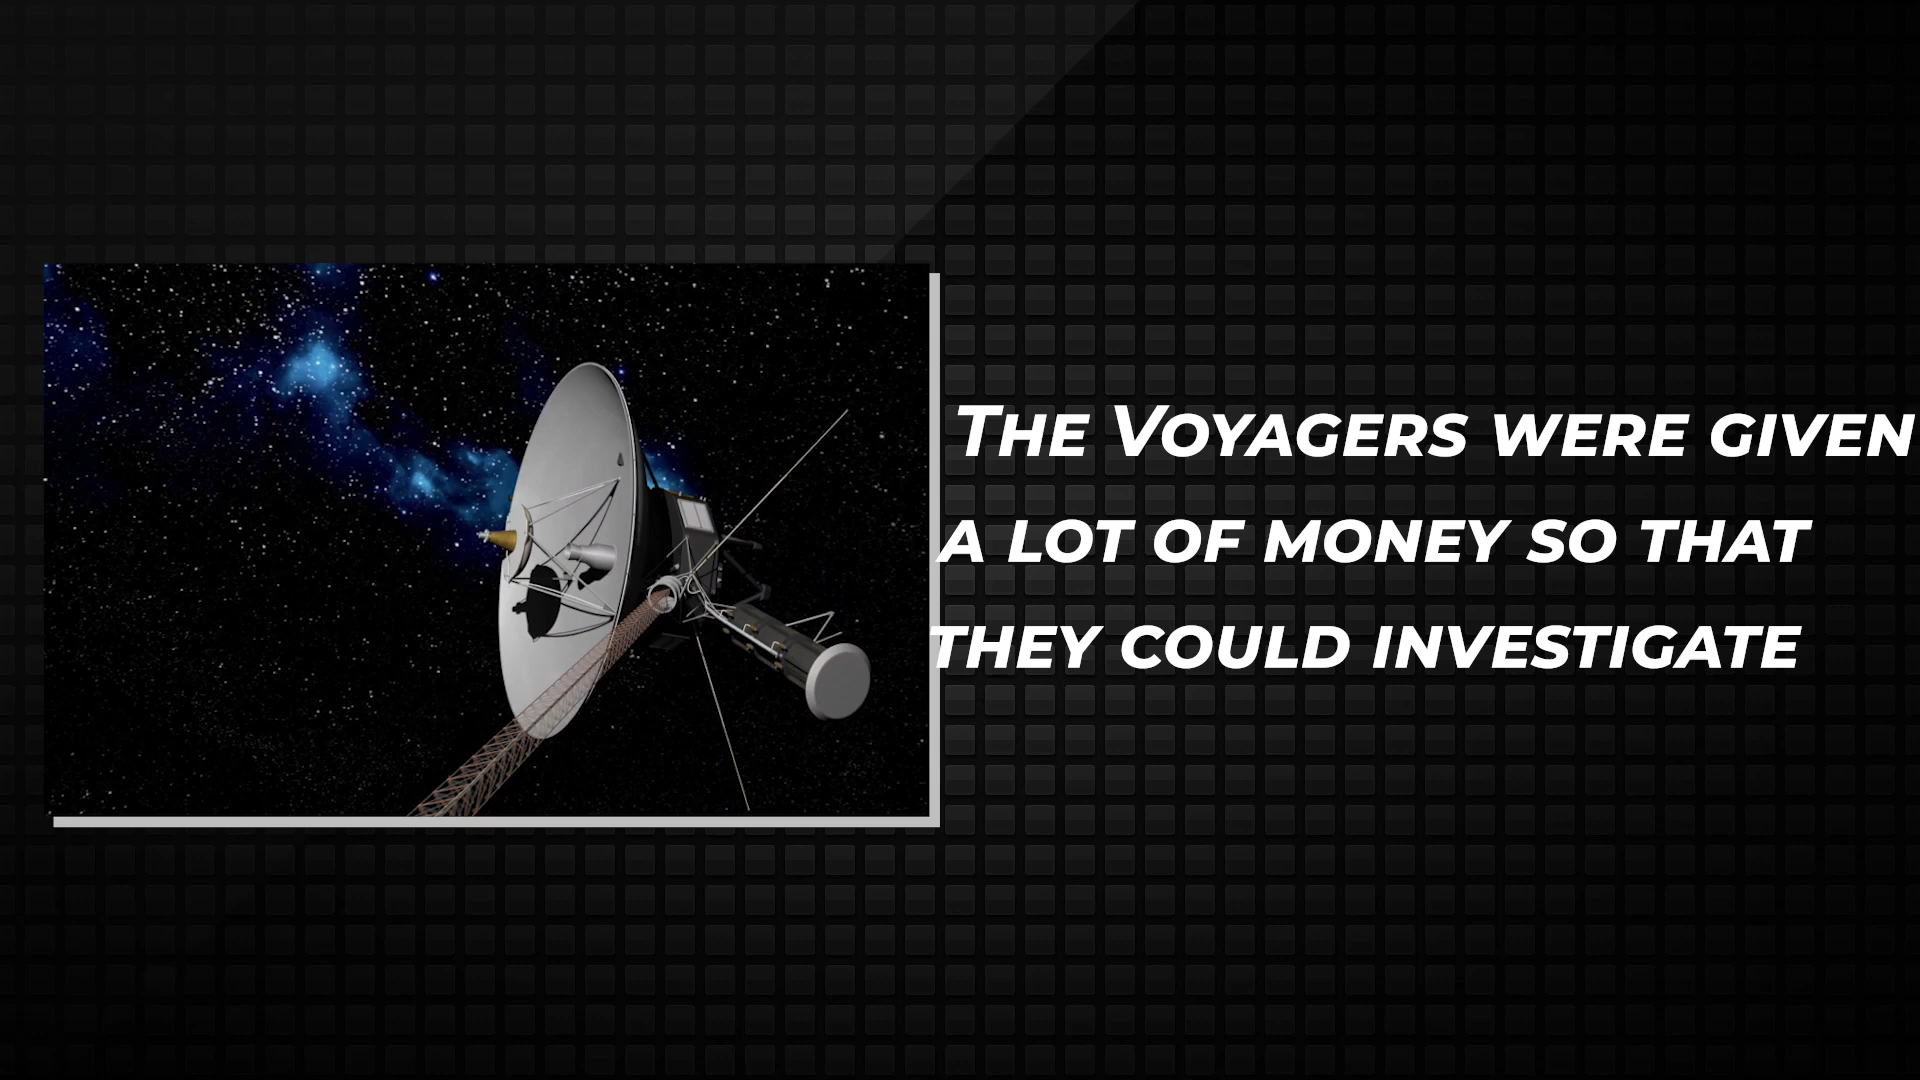 The Voyagers were given
a lot of money so that
they could investigate